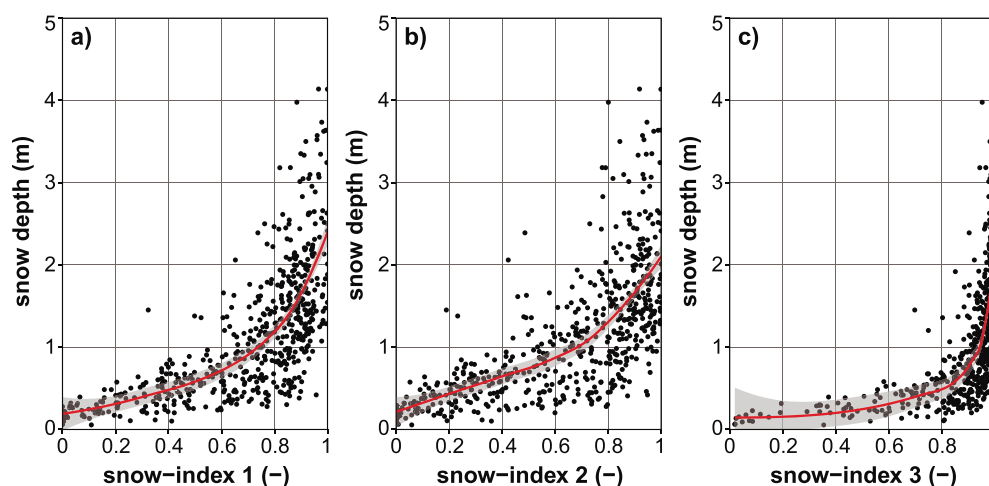 a)
5
4
3
2
1
0
snow depth (m)
0 0.2 0.4 0.6 0.8 1
snow−index 1 (−)
b)
5
4
3
2
1
0
snow depth (m)
0 0.2 0.4 0.6 0.8 1
snow−index 2 (−)
c)
5
4
3
2
1
0
snow depth (m)
0 0.2 0.4 0.6 0.8
snow−index 3 (−)